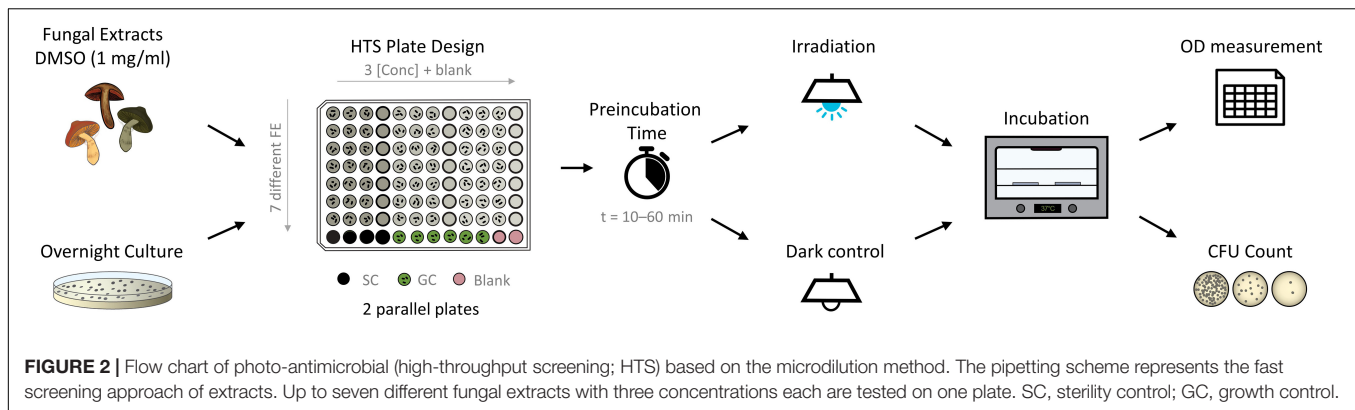 Fungal Extracts
DMSO (1 mg/ml)
Overnight Culture
HTS Plate Design
3 [Conc] + blank
7 different FE
SC
GC
Blank
2 parallel plates
Preincubation
Time
t = 10–60 min
Irradiation
Dark control
Incubation
37°C
OD measurement
CFU Count
FIGURE 2 | Flow chart of photo-antimicrobial (high-throughput screening; HTS) based on the microdilution method. The pipetting scheme represents the fast
screening approach of extracts. Up to seven different fungal extracts with three concentrations each are tested on one plate. SC, sterility control; GC, growth control.